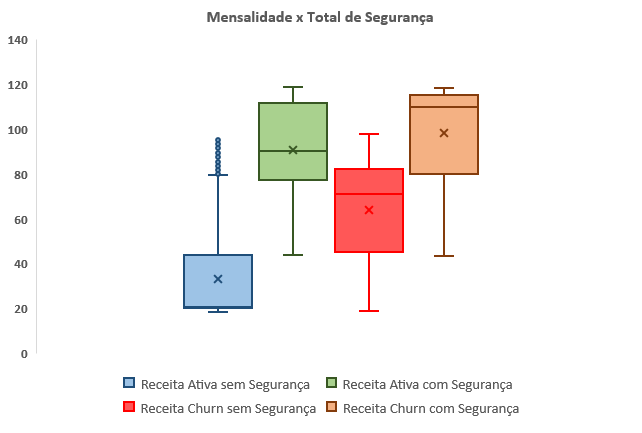 Mensalidade x Total de Segurança
140
120
100
80
60
40
20
0
Receita Ativa sem Segurança
Receita Ativa com Segurança
Receita Churn sem Segurança
Receita Churn com Segurança